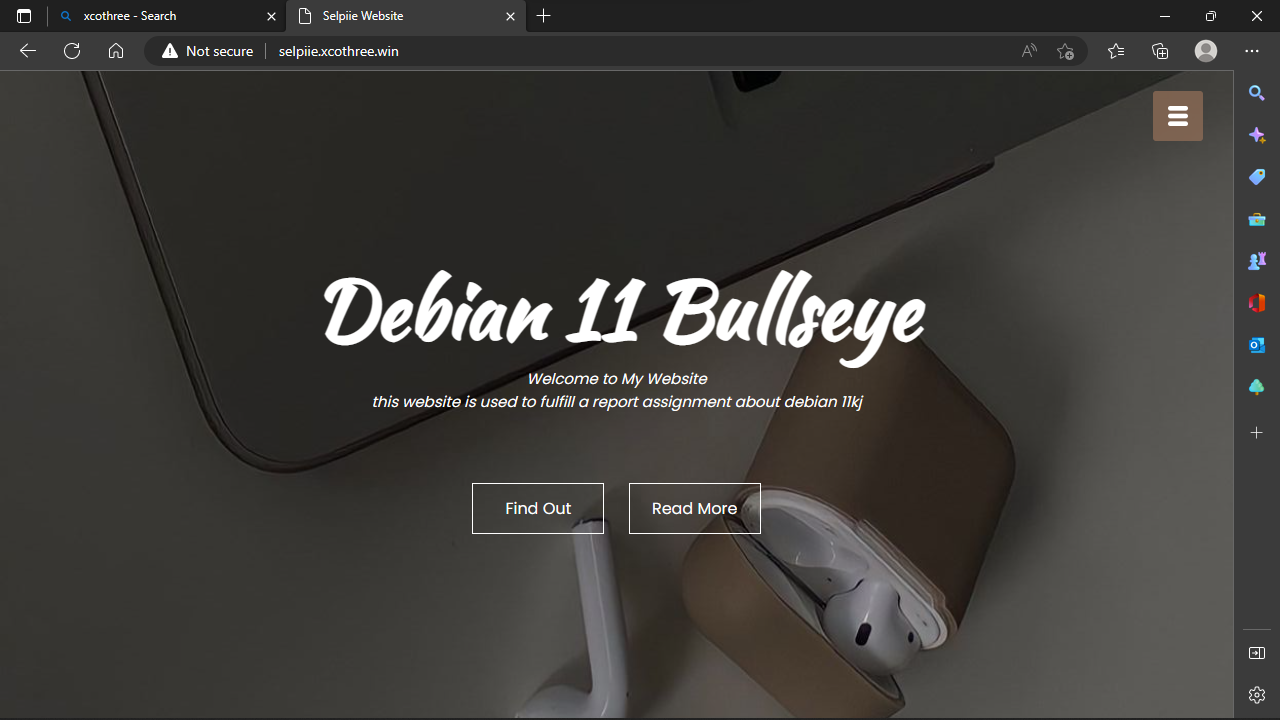 xcothree - Search
Selpiie Website
Not secure
selpiie.xcothree.win
Debian 11 Bullseye
Welcome to My Website
this website is used to fulfill a report assignment about debian 11kj
Find Out
Read More